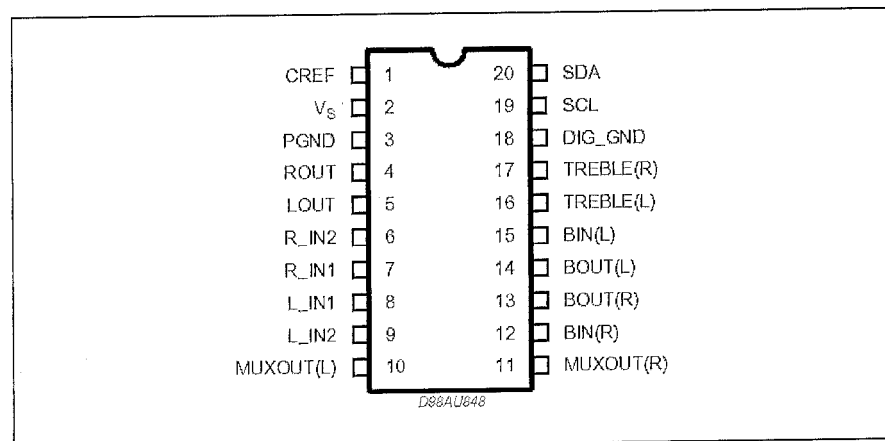 CREF 1 20 SDA
VS 2 19 SCL
PGND 3 18 DIG_GND
ROUT 4 17 TREBLE(R)
LOUT 5 16 TREBLE(L)
R_IN2 6 15 BIN(L)
R_IN1 7 14 BOUT(L)
L_IN1 8 13 BOUT(R)
L_IN2 9 12 BIN(R)
MUXOUT(L) 10 11 MUXOUT(R)
D98AU848